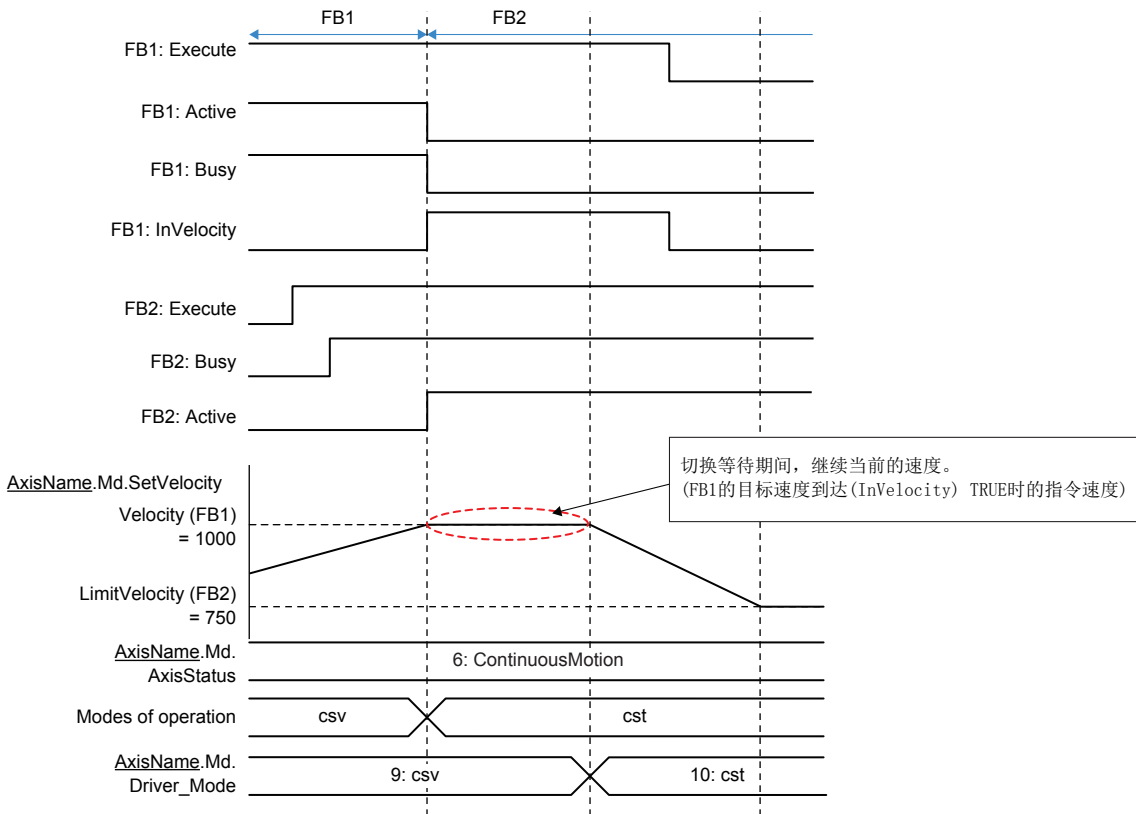 FB1
FB2
FB1: Execute
FB1: Active
FB1: Busy
FB1: InVelocity
FB2: Execute
FB2: Busy
FB2: Active
切换等待期间，继续当前的速度。
(FB1的目标速度到达(InVelocity) TRUE时的指令速度)
AxisName.Md.SetVelocity
Velocity (FB1)
= 1000
LimitVelocity (FB2)
= 750
AxisName.Md.
AxisStatus
6: ContinuousMotion
Modes of operation
csv
cst
AxisName.Md.
Driver_Mode
9: csv
10: cst